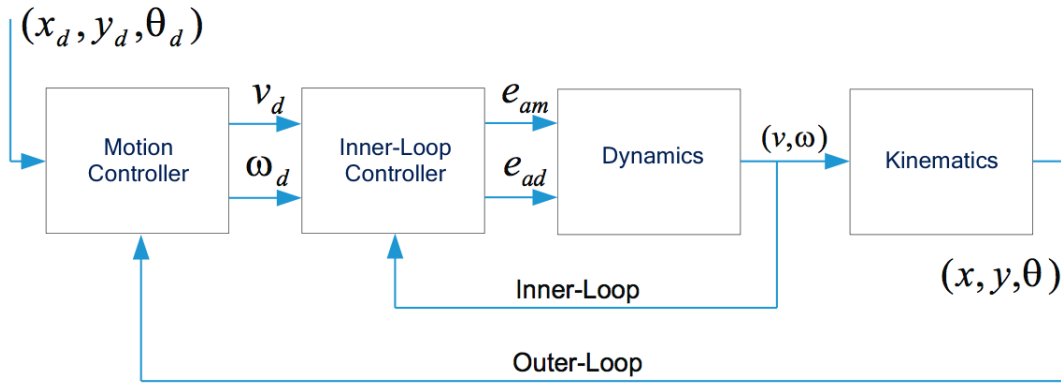 (x_d, y_d, θ_d)
Motion
Controller
v_d
ω_d
Inner-Loop
Controller
e_am
e_ad
Dynamics
(v,ω)
Kinematics
(x, y,θ)
Inner-Loop
Outer-Loop